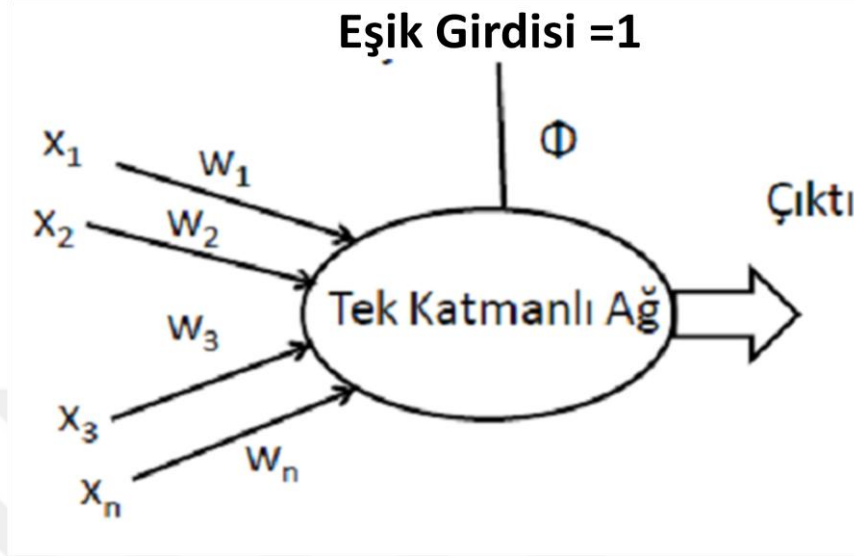 Eşik Girdisi =1
Φ
X₁
W₁
Çıktı
X₂
W₂
Tek Katmanlı Ağ
W₃
X₃
Wₙ
Xₙ